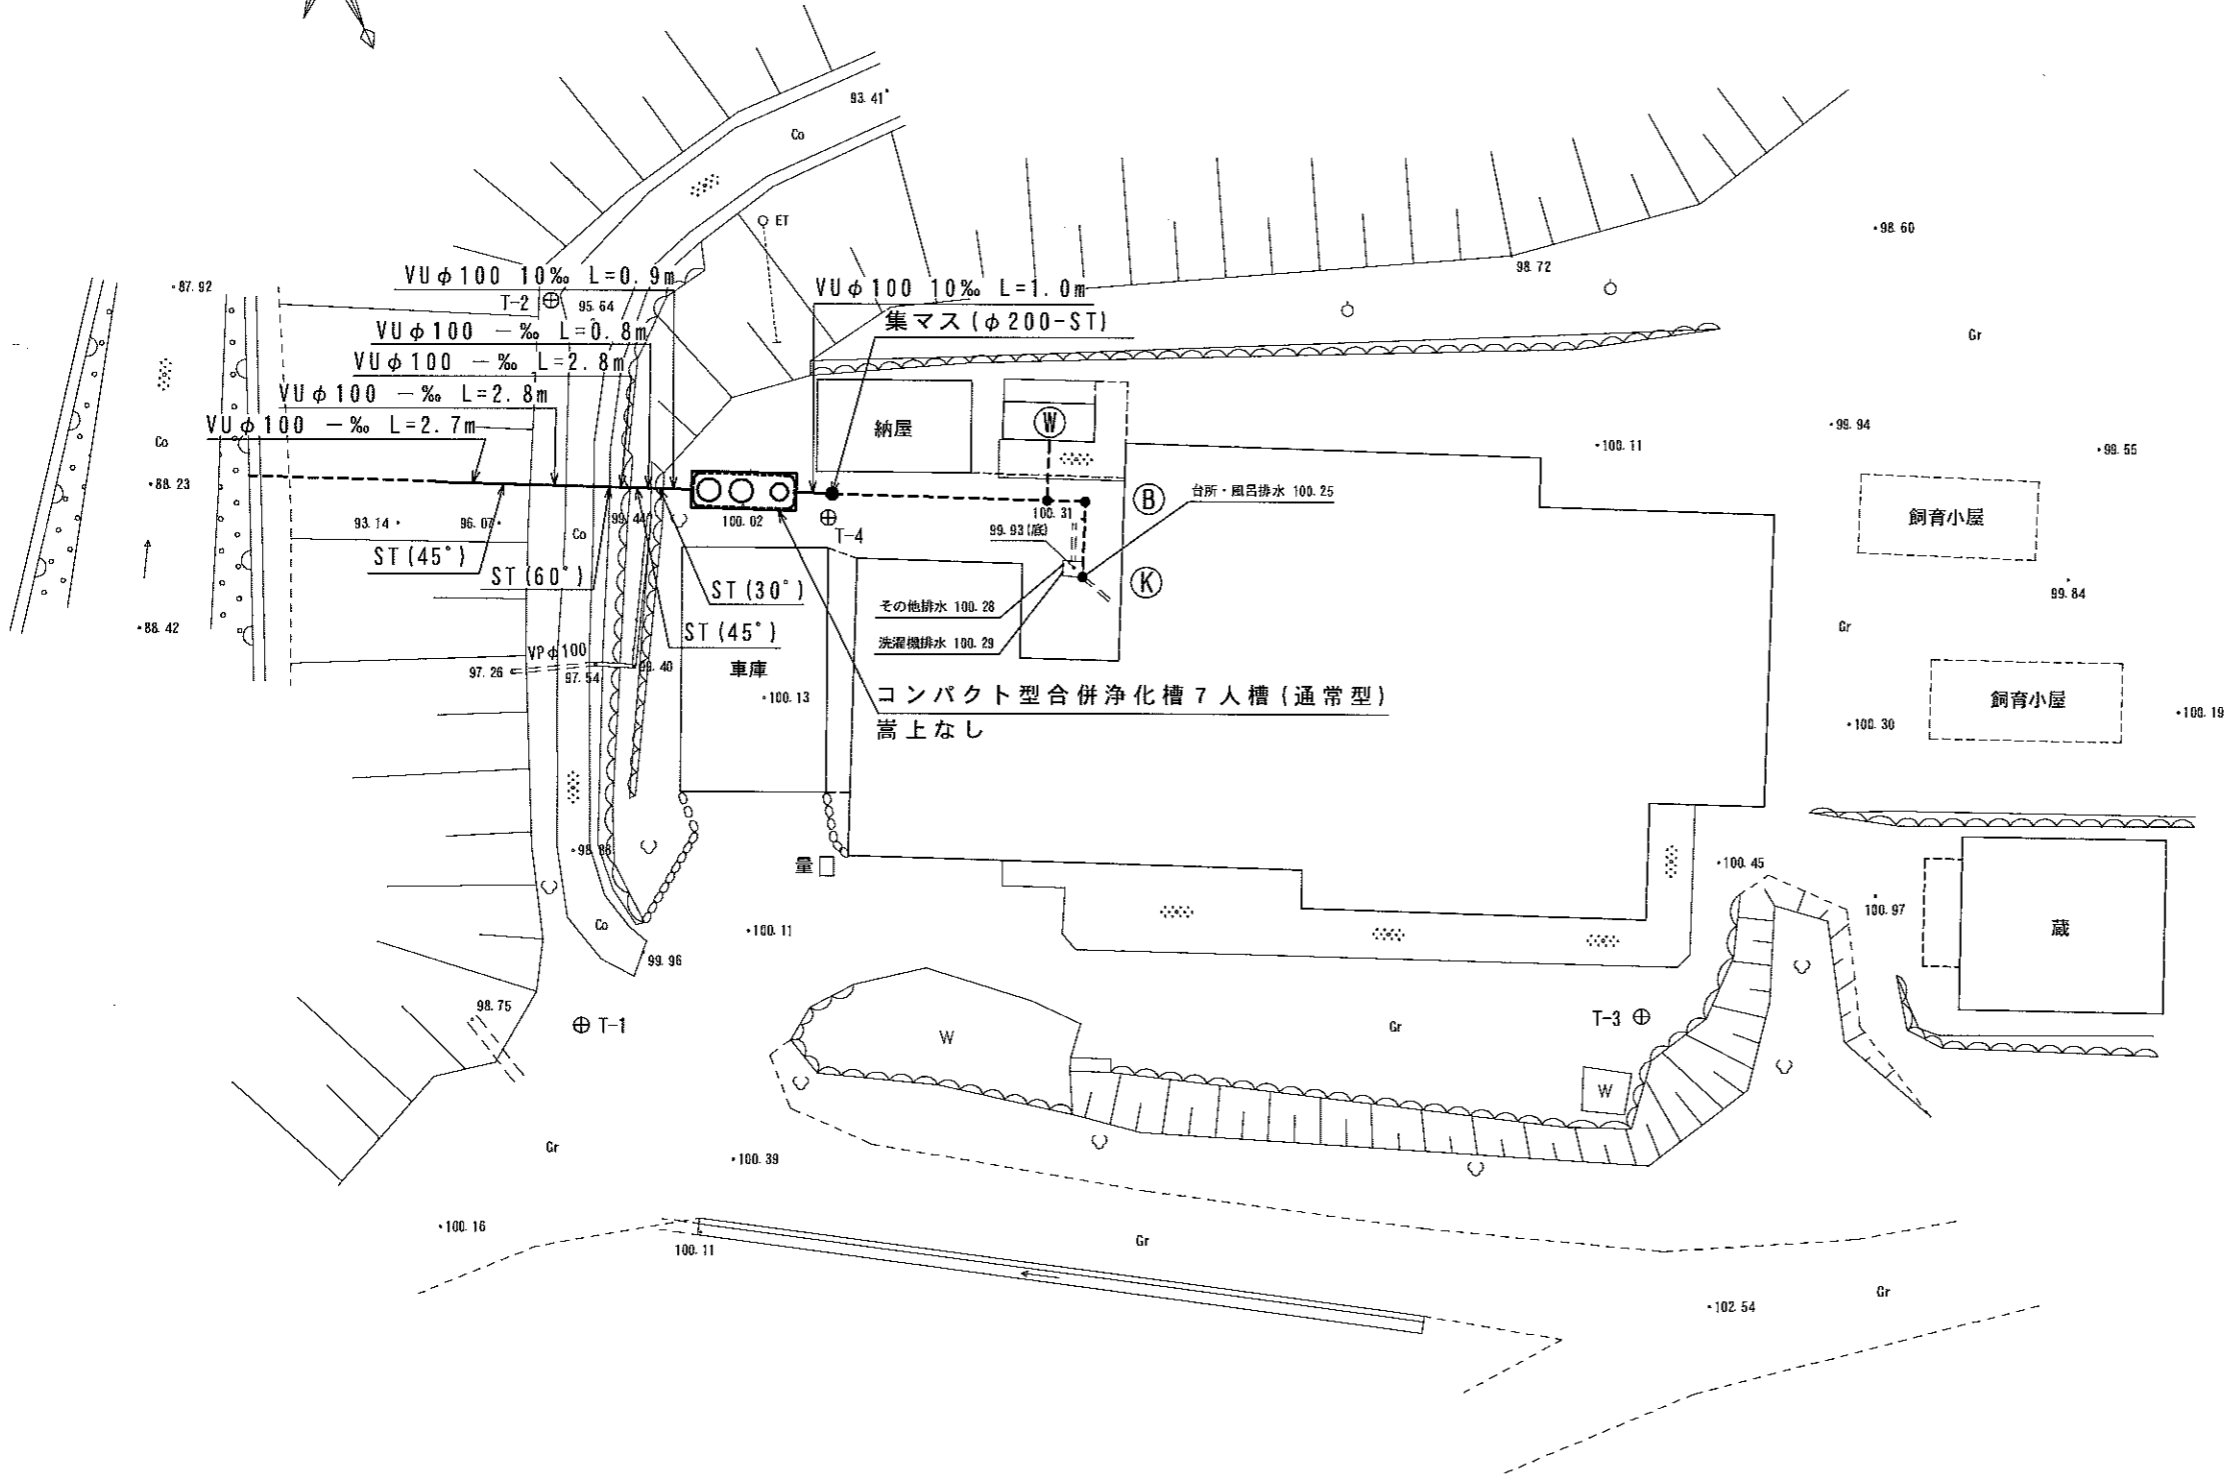 93.41
Co
ET
98.60
98.72
Gr
87.92
VUφ100 10‰ L=0.9m
T-2
95.64
VUφ100 10‰ L=1.0m
集マス(φ200-ST)
VUφ100 －‰ L=0.8m
VUφ100 －‰ L=2.8m
VUφ100 －‰ L=2.8m
VUφ100 －‰ L=2.7m
Co
88.23
納屋
W
99.94
100.11
99.55
93.14
96.07
99.44
100.02
T-4
100.31
B
台所・風呂排水 100.25
飼育小屋
Co
99.93(底)
ST(45°)
ST(60°)
ST(30°)
K
その他排水 100.28
99.84
88.42
ST(45°)
洗濯機排水 100.29
Gr
VPφ100
97.26
97.54
99.40
車庫
100.13
コンパクト型合併浄化槽7人槽(通常型)
嵩上なし
飼育小屋
100.30
100.19
98.88
量
100.45
100.97
蔵
Co
100.11
99.96
98.75
T-1
W
Gr
T-3
W
Gr
100.39
100.16
100.11
Gr
102.54
Gr